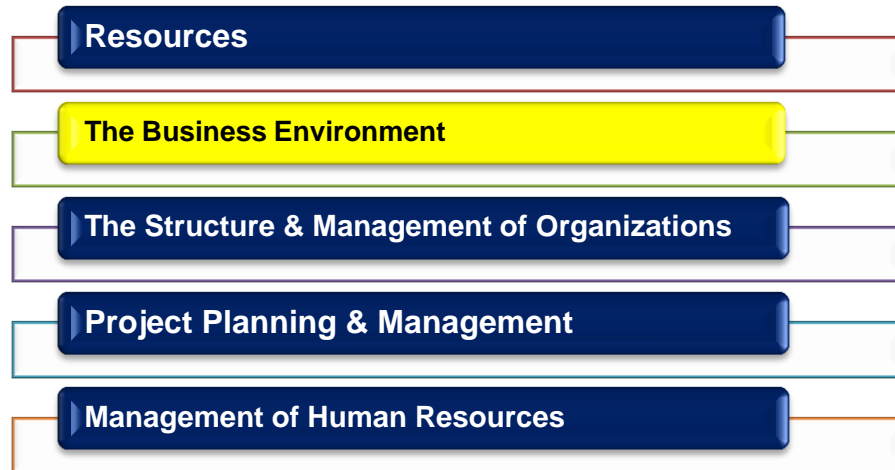 Resources
The Business Environment
The Structure & Management of Organizations
Project Planning & Management
Management of Human Resources